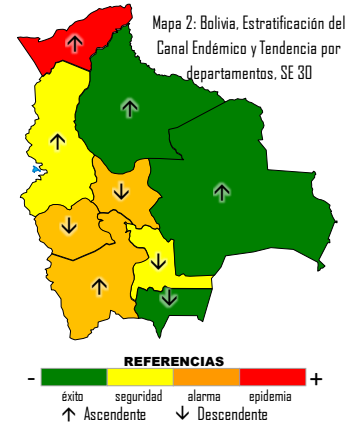 Mapa 2: Bolivia, Estratificación del
Canal Endémico y Tendencia por
departamentos, SE 30
REFERENCIAS
- +
éxito seguridad alarma epidemia
↑ Ascendente ↓ Descendente